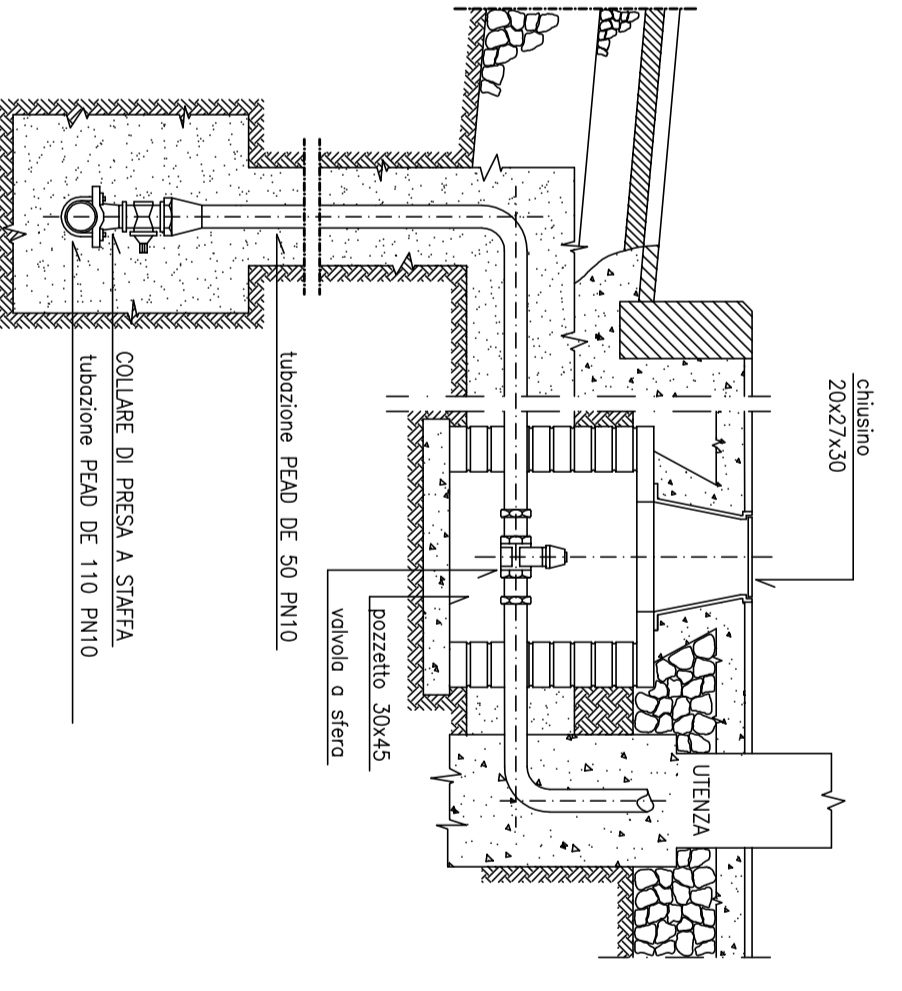 chiusino
20x27x30
UTENZA
pozzetto 30x45
valvola a sfera
tubazione PEAD DE 50 PN10
COLLARE DI PRESA A STAFFA
tubazione PEAD DE 110 PN10